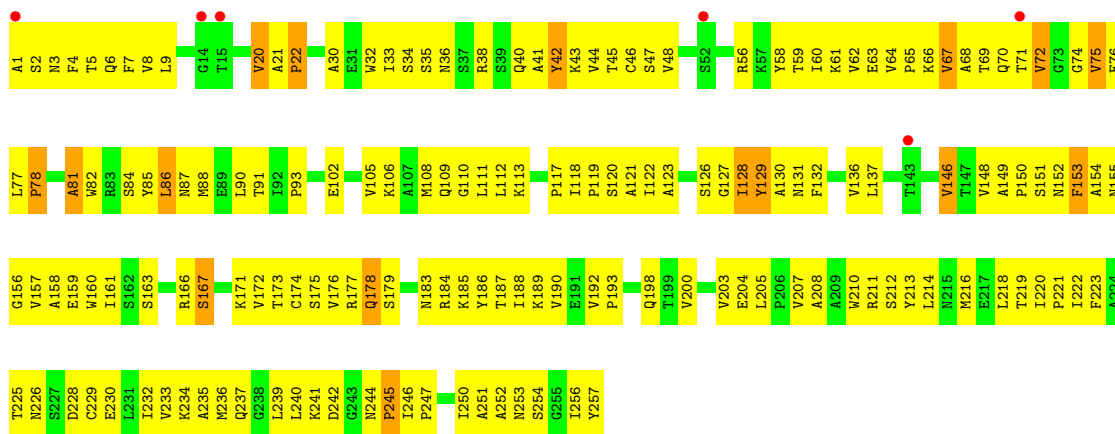 A1 S2 N3 F4 T5 Q6 F7 V8 L9 G14 T15 V20 A21 P22 A30 E31 W32 I33 S34 S35 N36 S37 R38 S39 Q40 A41 Y42 K43 V44 T45 C46 S47 V48 S52 R56 K57 Y58 T59 I60 K61 V62 E63 V64 P65 K66 V67 A68 T69 Q70 T71 V72 G73 G74 V75 E76
L77 P78 A81 W82 R83 S84 Y85 L86 N87 M88 E89 L90 T91 I92 P93 E102 V105 K106 A107 M108 Q109 G110 L111 L112 K113 P117 I118 P119 S120 A121 I122 A123 S126 G127 I128 Y129 A130 N131 F132 V136 L137 T143 V146 T147 V148 A149 P150 S151 N152 F153 A154 N155
G156 V157 A158 E159 W160 I161 S162 S163 R166 S167 K171 V172 T173 C174 S175 V176 R177 Q178 S179 N183 R184 K185 Y186 T187 I188 K189 V190 E191 V192 P193 Q198 T199 V200 V203 E204 L205 P206 V207 A208 A209 W210 R211 S212 Y213 L214 N215 M216 E217 L218 T219 I220 P221 I222 F223 A224
T225 N226 S227 D228 C229 E230 L231 I232 V233 K234 A235 M236 Q237 G238 L239 L240 K241 D242 G243 N244 P245 I246 P247 I250 A251 A252 N253 S254 G255 I256 Y257